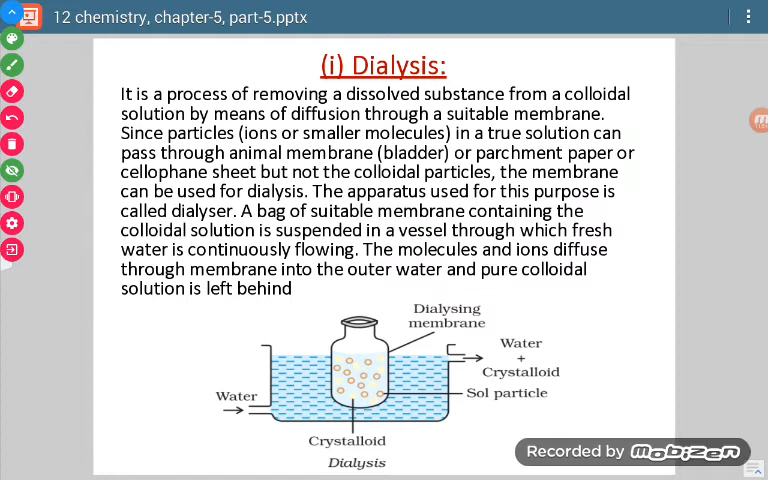 12 chemistry, chapter-5, part-5.pptx
(i) Dialysis:
It is a process of removing a dissolved substance from a colloidal
solution by means of diffusion through a suitable membrane.
Since particles (ions or smaller molecules) in a true solution can
pass through animal membrane (bladder) or parchment paper or
cellophane sheet but not the colloidal particles, the membrane
can be used for dialysis. The apparatus used for this purpose is
called dialyser. A bag of suitable membrane containing the
colloidal solution is suspended in a vessel through which fresh
water is continuously flowing. The molecules and ions diffuse
through membrane into the outer water and pure colloidal
solution is left behind
Dialysing
membrane
Water
+
Crystalloid
Water
Sol particle
Crystalloid
Dialysis
Recorded by mobizen